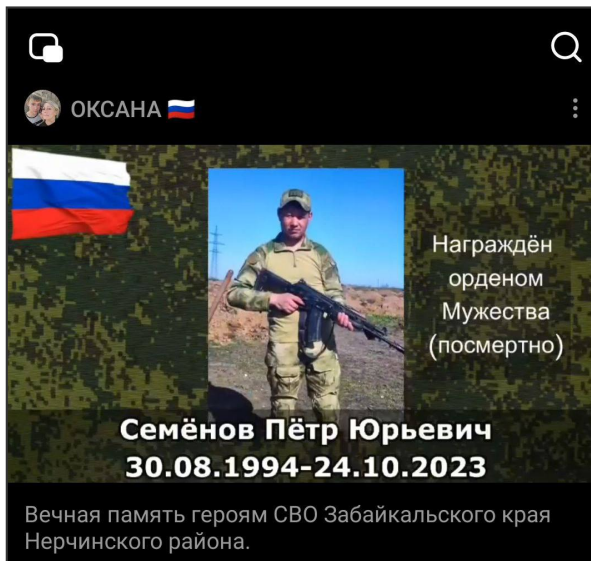 ОКСАНА
Награждён
орденом
Мужества
(посмертно)
Семёнов Пётр Юрьевич
30.08.1994-24.10.2023
Вечная память героям СВО Забайкальского края
Нерчинского района.